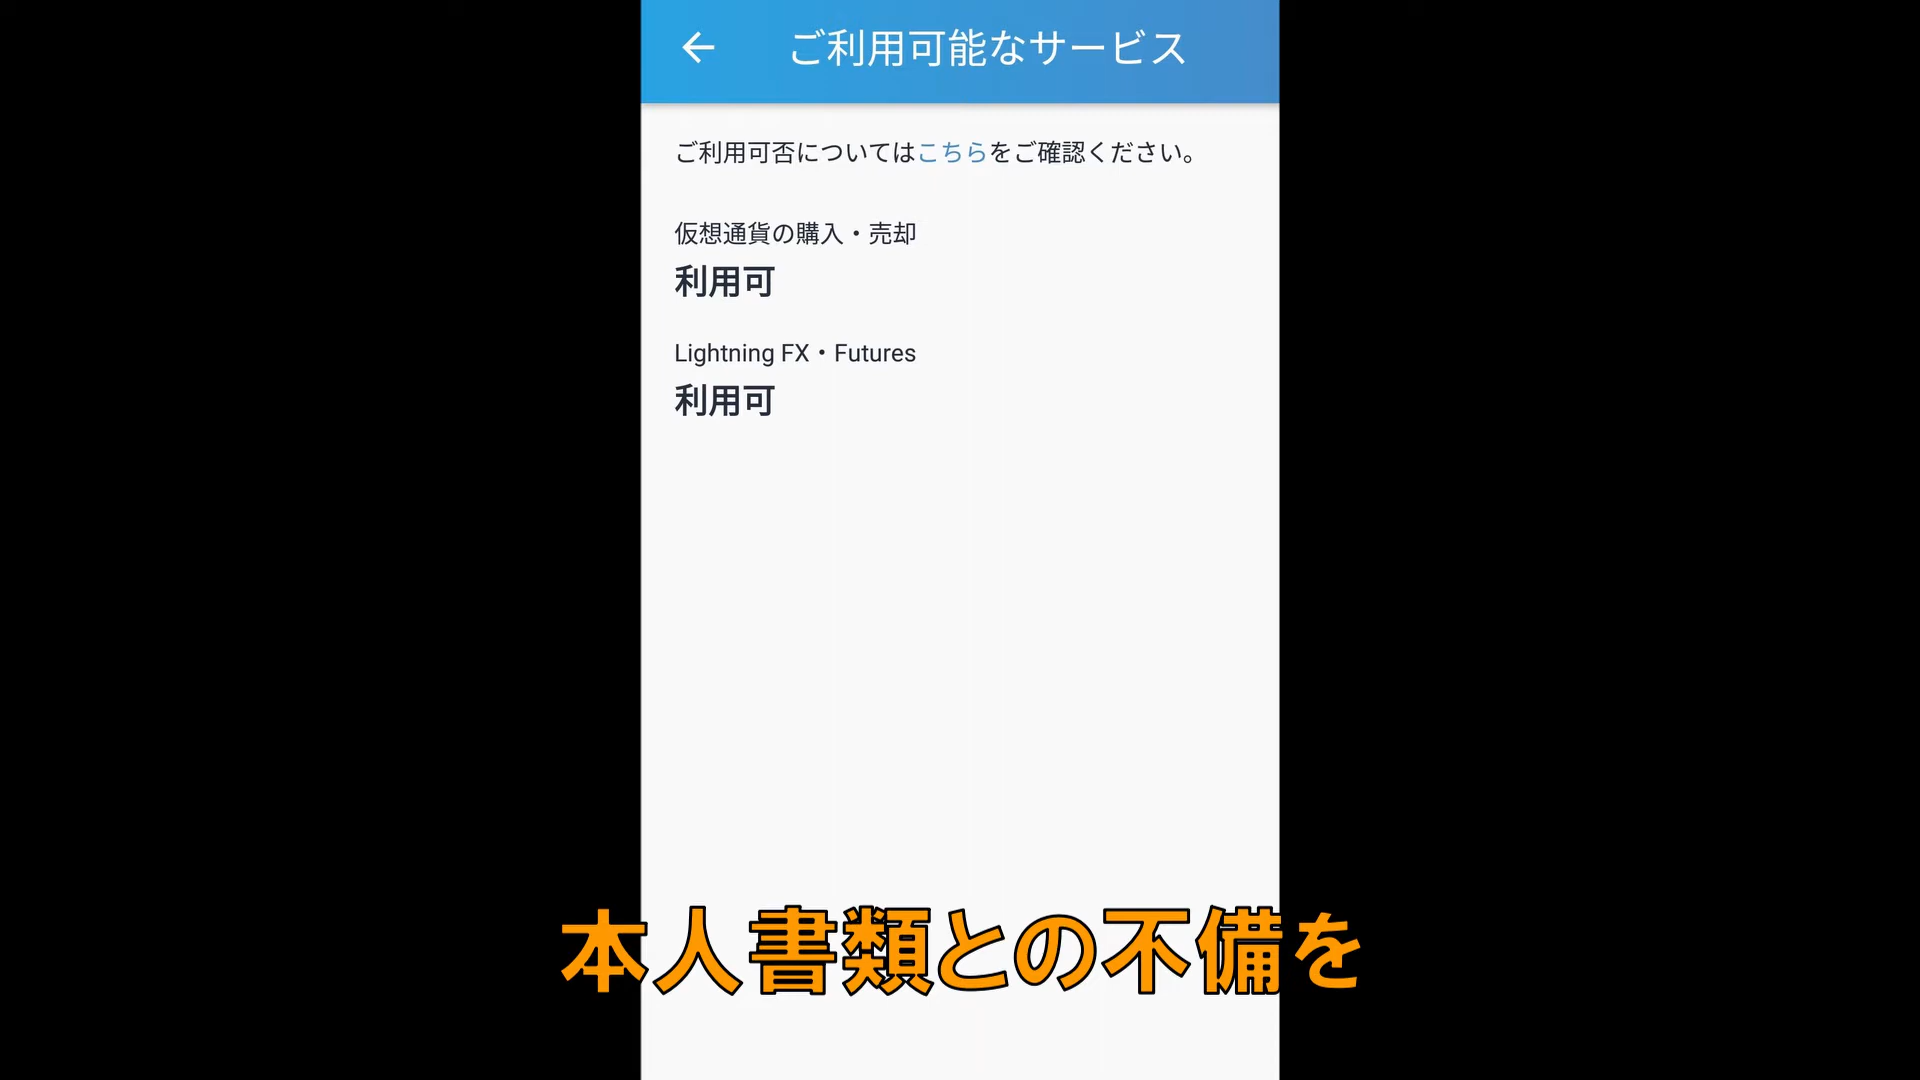 ご利用可能なサービス
ご利用可否についてはこちらをご確認ください。
仮想通貨の購入・売却
利用可
Lightning FX・Futures
利用可
本人書類との不備を